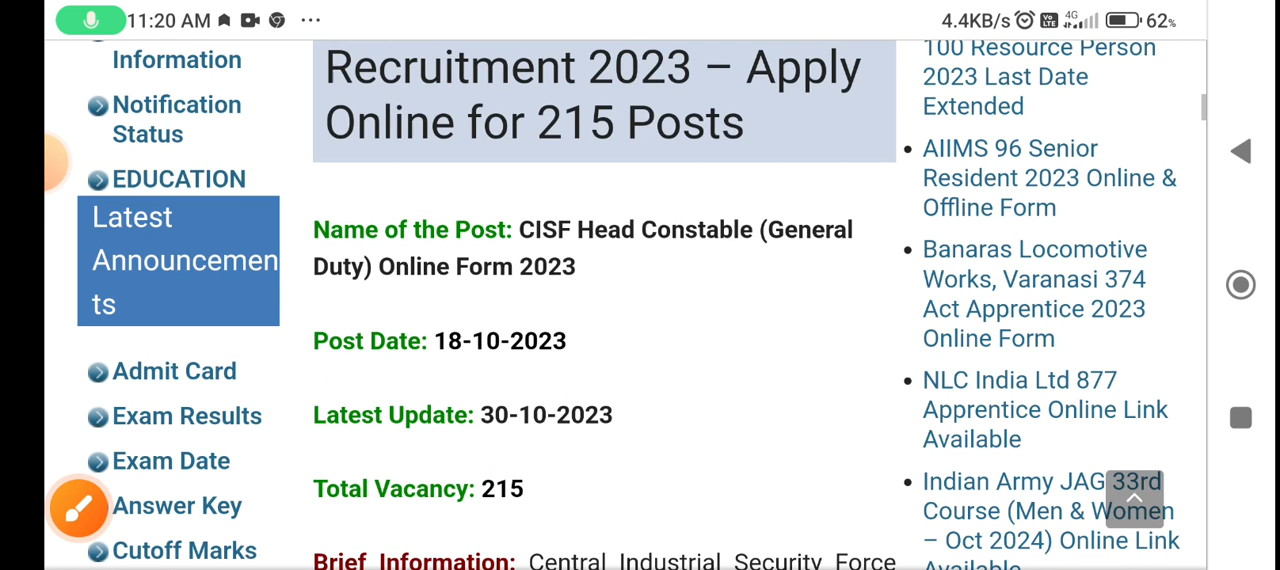 11:20 AM ...
4.4KB/s Vo LTE 4G 62%
Information
Notification
Status
EDUCATION
Latest
Announcemen
ts
Admit Card
Exam Results
Exam Date
Answer Key
Cutoff Marks
Recruitment 2023 – Apply
Online for 215 Posts
Name of the Post: CISF Head Constable (General
Duty) Online Form 2023
Post Date: 18-10-2023
Latest Update: 30-10-2023
Total Vacancy: 215
Brief Information: Central Industrial Security Force
100 Resource Person
2023 Last Date
Extended
• AIIMS 96 Senior
Resident 2023 Online &
Offline Form
• Banaras Locomotive
Works, Varanasi 374
Act Apprentice 2023
Online Form
• NLC India Ltd 877
Apprentice Online Link
Available
• Indian Army JAG 33rd
Course (Men & Women
– Oct 2024) Online Link
Available